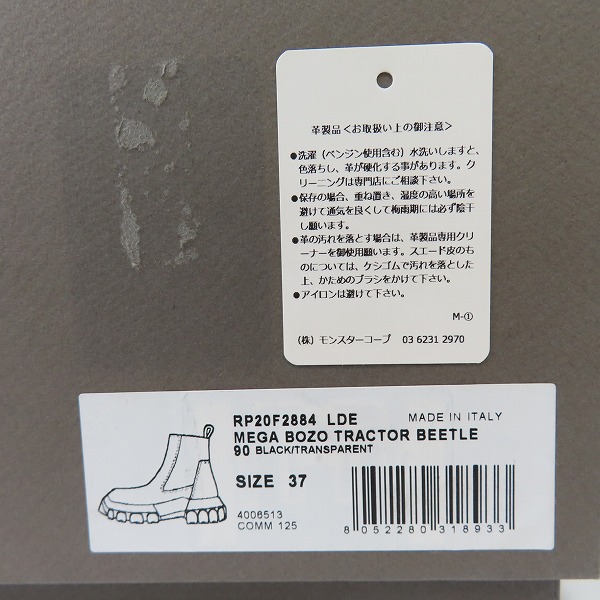 革製品<お取扱い上の御注意>
●洗濯(ベンジン使用含む)水洗いしますと、
色落ちし、革が硬化する事があります。ク
リーニングは専門店にご相談下さい。
●保存の場合、重ね置き、湿度の高い場所を
避けて通気を良くして梅雨期には必ず陰干
し願います。
●革の汚れを落とす場合は、革製品専用クリ
ーナーを御使用願います。スエード皮のも
のについては、ケシゴムで汚れを落とした
上、かためのブラシをかけて下さい。
●アイロンは避けて下さい。
M-①
(株)モンスターコープ 03 6231 2970
RP20F2884 LDE MADE IN ITALY
MEGA BOZO TRACTOR BEETLE
90 BLACK/TRANSPARENT
SIZE 37
4006513
COMM 125
8 052280 318933